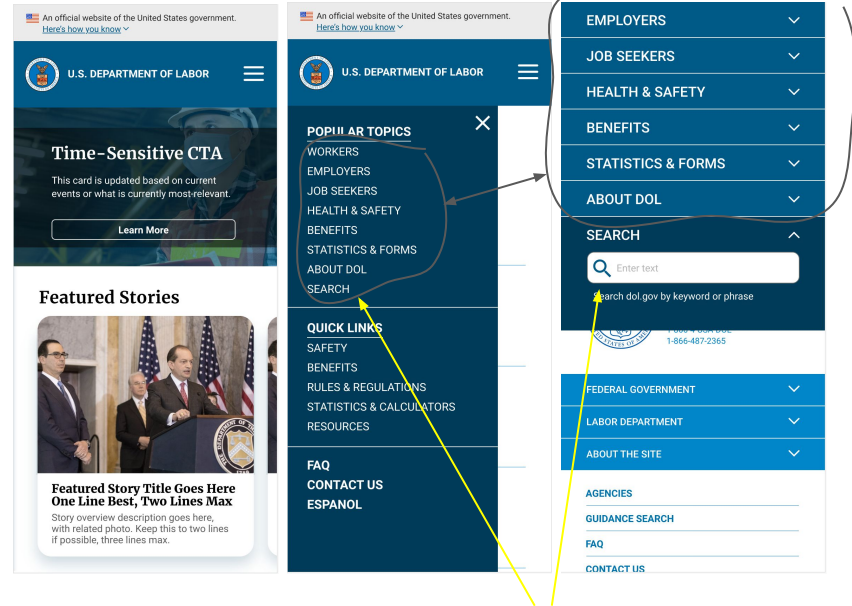 An official website of the United States government.
Here's how you know
U.S. DEPARTMENT OF LABOR
Time-Sensitive CTA
This card is updated based on current
events or what is currently most-relevant.
Learn More
Featured Stories
Featured Story Title Goes Here
One Line Best, Two Lines Max
Story overview description goes here,
with related photo. Keep this to two lines
if possible, three lines max.
An official website of the United States government.
Here's how you know
U.S. DEPARTMENT OF LABOR
POPULAR TOPICS
WORKERS
EMPLOYERS
JOB SEEKERS
HEALTH & SAFETY
BENEFITS
STATISTICS & FORMS
ABOUT DOL
SEARCH
QUICK LINKS
SAFETY
BENEFITS
RULES & REGULATIONS
STATISTICS & CALCULATORS
RESOURCES
FAQ
CONTACT US
ESPANOL
EMPLOYERS
JOB SEEKERS
HEALTH & SAFETY
BENEFITS
STATISTICS & FORMS
ABOUT DOL
SEARCH
Enter text
Search dol.gov by keyword or phrase
1-866-487-2365
FEDERAL GOVERNMENT
LABOR DEPARTMENT
ABOUT THE SITE
AGENCIES
GUIDANCE SEARCH
FAQ
CONTACT US